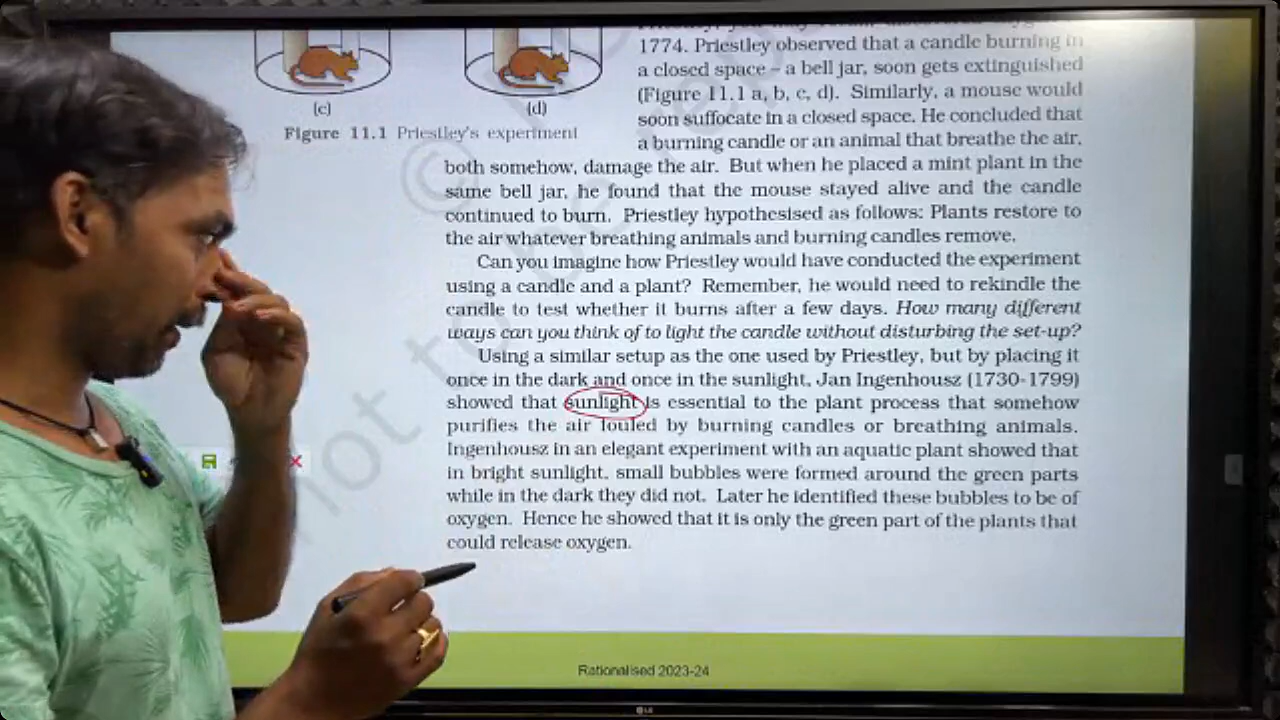 1774. Priestley observed that a candle burning in
a closed space – a bell jar, soon gets extinguished
(Figure 11.1 a, b, c, d). Similarly, a mouse would
soon suffocate in a closed space. He concluded that
a burning candle or an animal that breathe the air,
both somehow, damage the air. But when he placed a mint plant in the
same bell jar, he found that the mouse stayed alive and the candle
continued to burn. Priestley hypothesised as follows: Plants restore to
the air whatever breathing animals and burning candles remove.
(c)
(d)
Figure 11.1 Priestley's experiment
Can you imagine how Priestley would have conducted the experiment
using a candle and a plant? Remember, he would need to rekindle the
candle to test whether it burns after a few days. How many different
ways can you think of to light the candle without disturbing the set-up?
Using a similar setup as the one used by Priestley, but by placing it
once in the dark and once in the sunlight, Jan Ingenhousz (1730-1799)
showed that sunlight is essential to the plant process that somehow
purifies the air fouled by burning candles or breathing animals.
Ingenhousz in an elegant experiment with an aquatic plant showed that
in bright sunlight, small bubbles were formed around the green parts
while in the dark they did not. Later he identified these bubbles to be of
oxygen. Hence he showed that it is only the green part of the plants that
could release oxygen.
Rationalised 2023-24
LG
not to
©